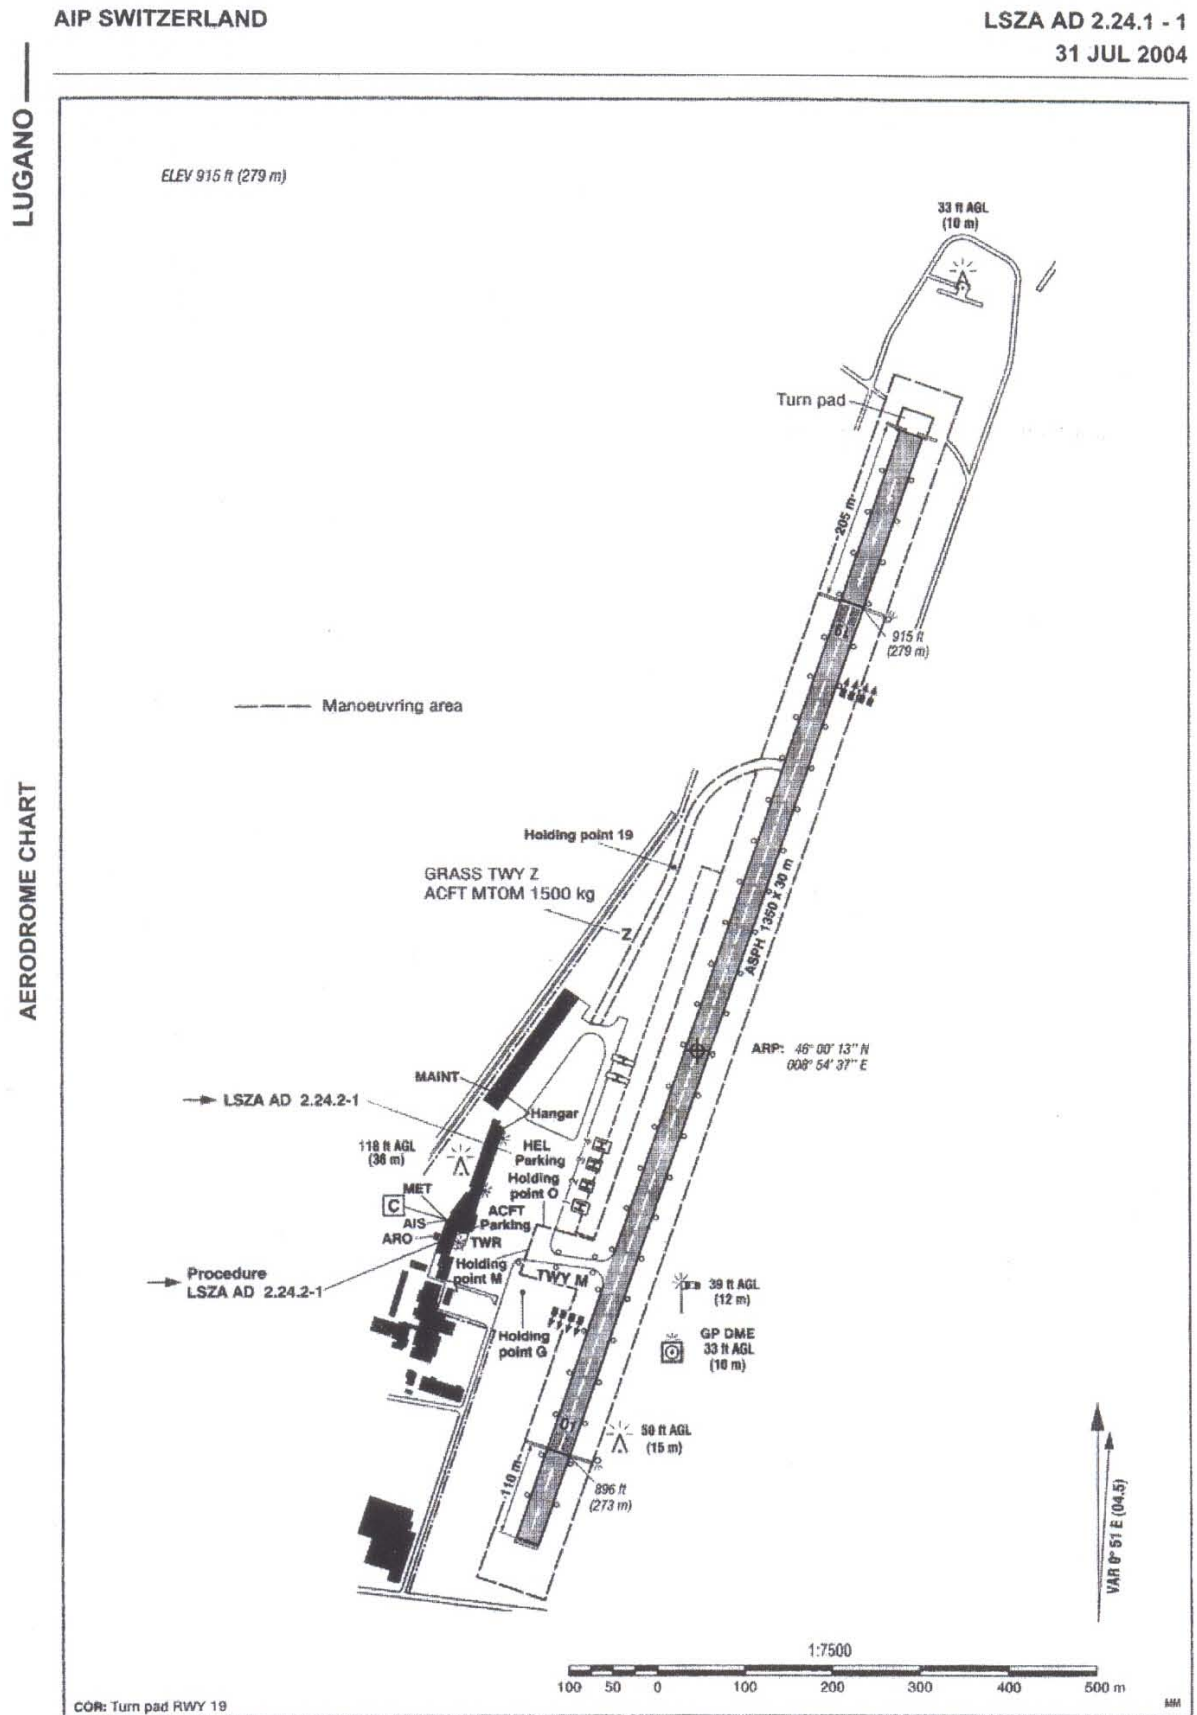 AIP SWITZERLAND
LSZA AD 2.24.1 - 1
31 JUL 2004
LUGANO
AERODROME CHART
ELEV 915 ft (279 m)
33 ft AGL
(10 m)
Turn pad
205 m
19
915 ft
(279 m)
Manoeuvring area
Holding point 19
GRASS TWY Z
ACFT MTOM 1500 kg
Z
ASPH 1350 x 30 m
ARP: 46° 00' 13" N
008° 54' 37" E
MAINT
LSZA AD 2.24.2-1
Hangar
118 ft AGL
(36 m)
HEL
Parking
Holding
point O
MET
C
AIS
ACFT
Parking
ARO
TWR
Holding
point M
TWY M
Procedure
LSZA AD 2.24.2-1
39 ft AGL
(12 m)
Holding
point G
GP DME
33 ft AGL
(10 m)
01
50 ft AGL
(15 m)
110 m
896 ft
(273 m)
VAR 0° 51 E (04.5)
1:7500
100 50 0 100 200 300 400 500 m
COR: Turn pad RWY 19
MM